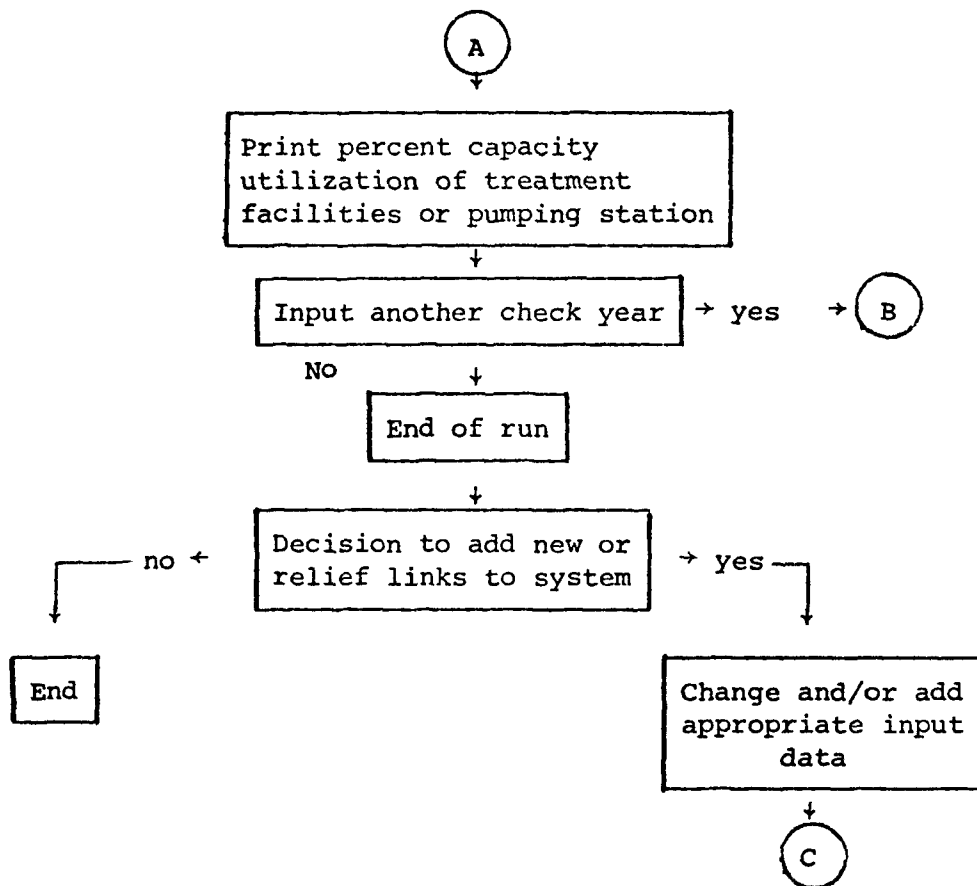 A
Print percent capacity
utilization of treatment
facilities or pumping station
Input another check year → yes → B
No
End of run
Decision to add new or
relief links to system
no ←
→ yes
End
Change and/or add
appropriate input
data
C